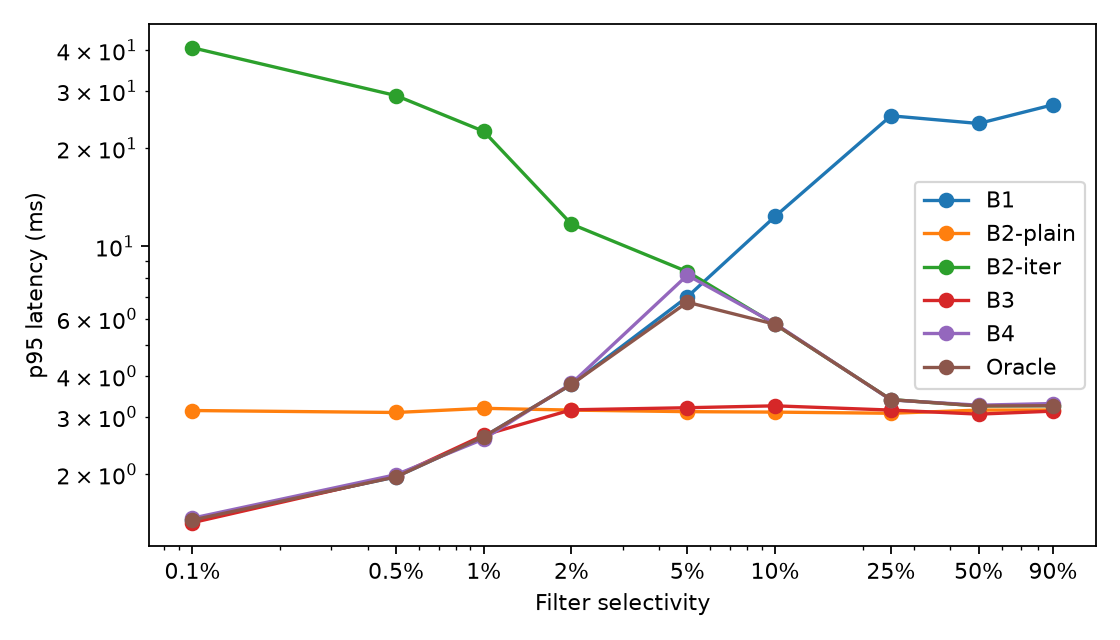 4 × 10¹
3 × 10¹
2 × 10¹
10¹
6 × 10⁰
4 × 10⁰
3 × 10⁰
2 × 10⁰
p95 latency (ms)
B1
B2-plain
B2-iter
B3
B4
Oracle
0.1% 0.5% 1% 2% 5% 10% 25% 50% 90%
Filter selectivity